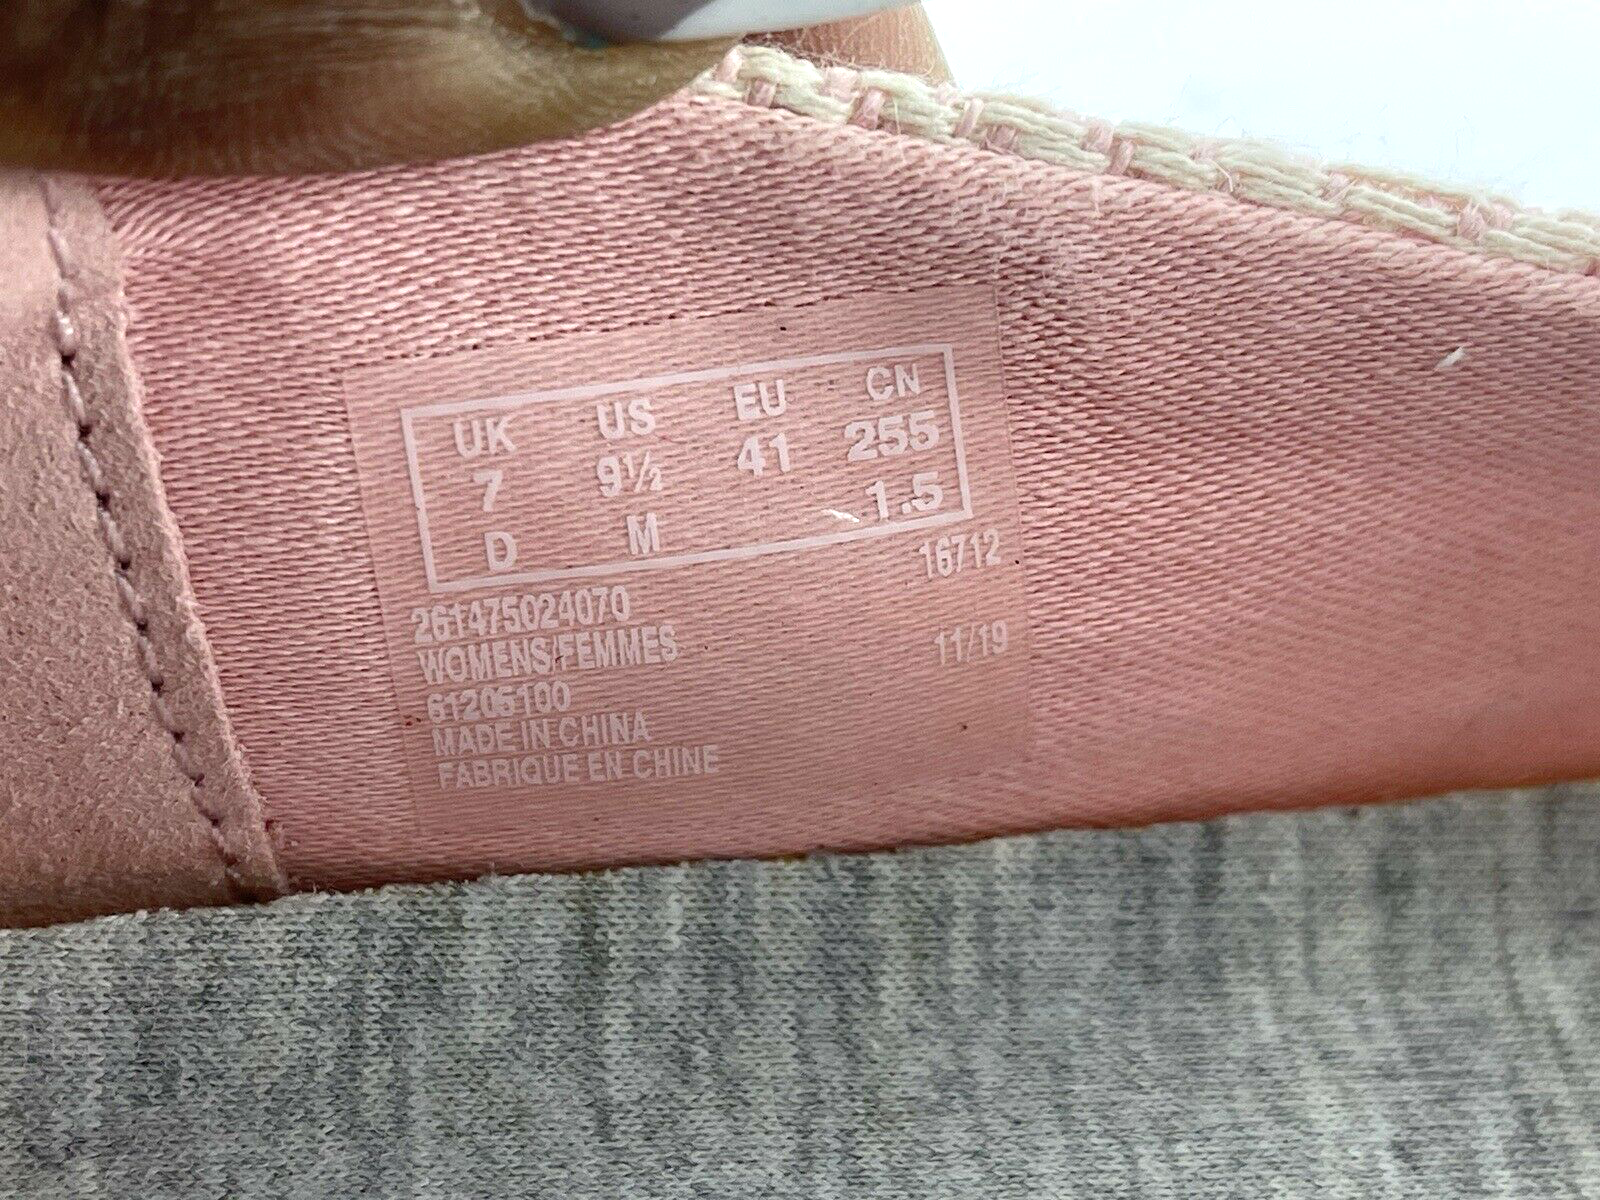 UK US EU CN
7 9½ 41 255
D M 1.5
261475024070 16712
WOMENS/FEMMES 11/19
61205100
MADE IN CHINA
FABRIQUE EN CHINE